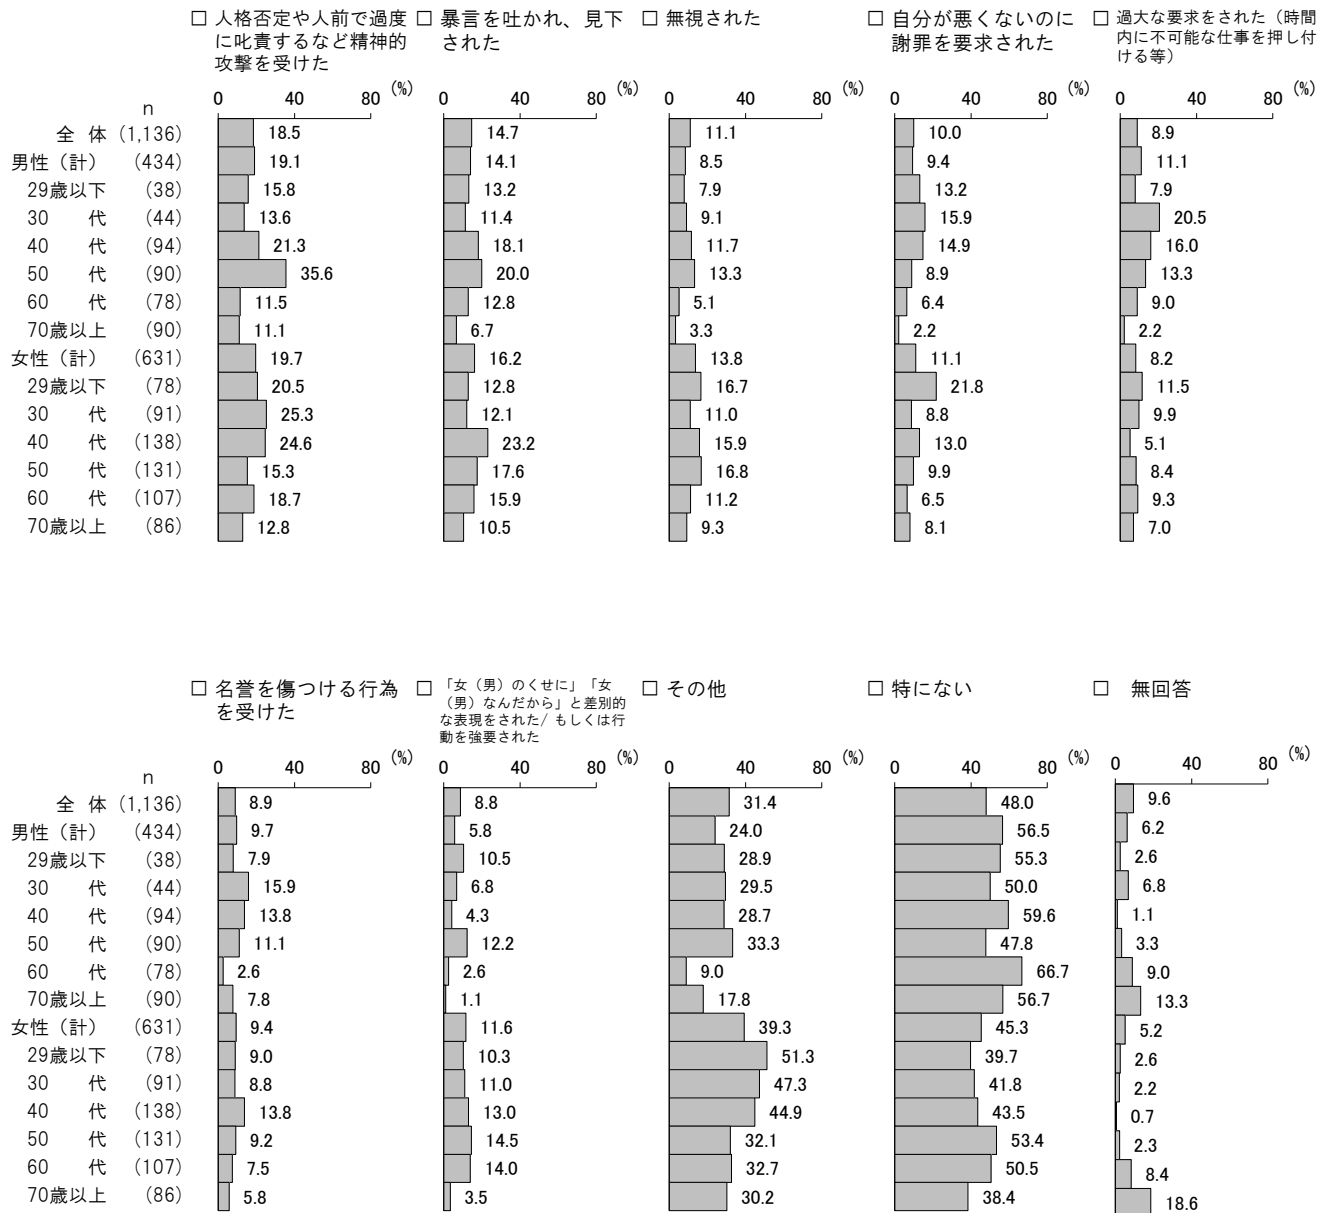 □ 人格否定や人前で過度に叱責するなど精神的攻撃を受けた
□ 暴言を吐かれ、見下された
□ 無視された
□ 自分が悪くないのに謝罪を要求された
□ 過大な要求をされた（時間内に不可能な仕事を押し付ける等）
(%) (%) (%) (%) (%)
n 0 40 80 0 40 80 0 40 80 0 40 80 0 40 80
全 体 (1,136) 18.5 14.7 11.1 10.0 8.9
男性（計） (434) 19.1 14.1 8.5 9.4 11.1
29歳以下 (38) 15.8 13.2 7.9 13.2 7.9
30 代 (44) 13.6 11.4 9.1 15.9 20.5
40 代 (94) 21.3 18.1 11.7 14.9 16.0
50 代 (90) 35.6 20.0 13.3 8.9 13.3
60 代 (78) 11.5 12.8 5.1 6.4 9.0
70歳以上 (90) 11.1 6.7 3.3 2.2 2.2
女性（計） (631) 19.7 16.2 13.8 11.1 8.2
29歳以下 (78) 20.5 12.8 16.7 21.8 11.5
30 代 (91) 25.3 12.1 11.0 8.8 9.9
40 代 (138) 24.6 23.2 15.9 13.0 5.1
50 代 (131) 15.3 17.6 16.8 9.9 8.4
60 代 (107) 18.7 15.9 11.2 6.5 9.3
70歳以上 (86) 12.8 10.5 9.3 8.1 7.0
□ 名誉を傷つける行為を受けた
□ 「女（男）のくせに」「女（男）なんだから」と差別的な表現をされた/ もしくは行動を強要された
□ その他
□ 特にない
□ 無回答
(%) (%) (%) (%) (%)
n 0 40 80 0 40 80 0 40 80 0 40 80 0 40 80
全 体 (1,136) 8.9 8.8 31.4 48.0 9.6
男性（計） (434) 9.7 5.8 24.0 56.5 6.2
29歳以下 (38) 7.9 10.5 28.9 55.3 2.6
30 代 (44) 15.9 6.8 29.5 50.0 6.8
40 代 (94) 13.8 4.3 28.7 59.6 1.1
50 代 (90) 11.1 12.2 33.3 47.8 3.3
60 代 (78) 2.6 2.6 9.0 66.7 9.0
70歳以上 (90) 7.8 1.1 17.8 56.7 13.3
女性（計） (631) 9.4 11.6 39.3 45.3 5.2
29歳以下 (78) 9.0 10.3 51.3 39.7 2.6
30 代 (91) 8.8 11.0 47.3 41.8 2.2
40 代 (138) 13.8 13.0 44.9 43.5 0.7
50 代 (131) 9.2 14.5 32.1 53.4 2.3
60 代 (107) 7.5 14.0 32.7 50.5 8.4
70歳以上 (86) 5.8 3.5 30.2 38.4 18.6